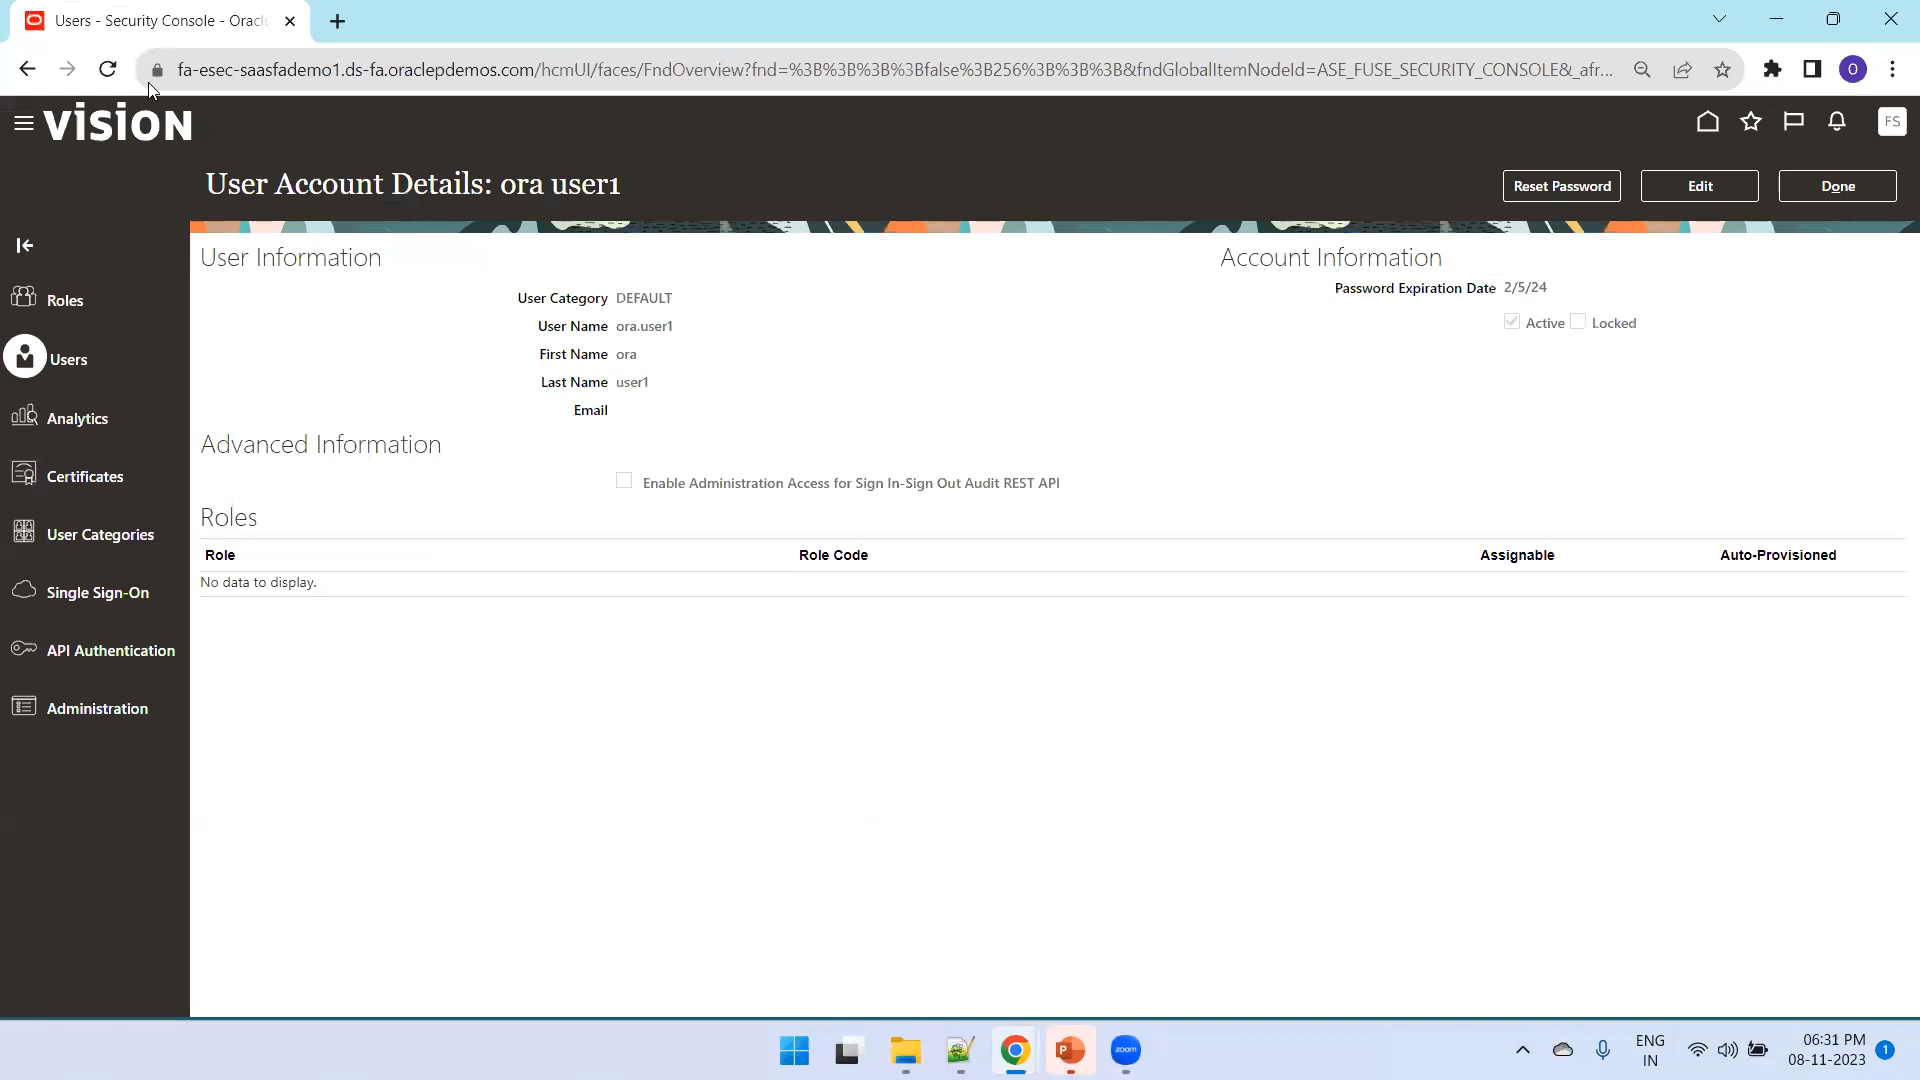 Users - Security Console - Oracle
fa-esec-saasfademo1.ds-fa.oraclepdemos.com/hcmUI/faces/FndOverview?fnd=%3B%3B%3B%3Bfalse%3B256%3B%3B%3B&fndGlobalItemNodeId=ASE_FUSE_SECURITY_CONSOLE&_afr...
O
VISION
FS
User Account Details: ora user1
Reset Password
Edit
Done
Roles
Users
Analytics
Certificates
User Categories
Single Sign-On
API Authentication
Administration
User Information
User Category DEFAULT
User Name ora.user1
First Name ora
Last Name user1
Email
Account Information
Password Expiration Date 2/5/24
Active Locked
Advanced Information
Enable Administration Access for Sign In-Sign Out Audit REST API
Roles
Role Role Code Assignable Auto-Provisioned
No data to display.
P
zoom
ENG
IN
06:31 PM
08-11-2023
1